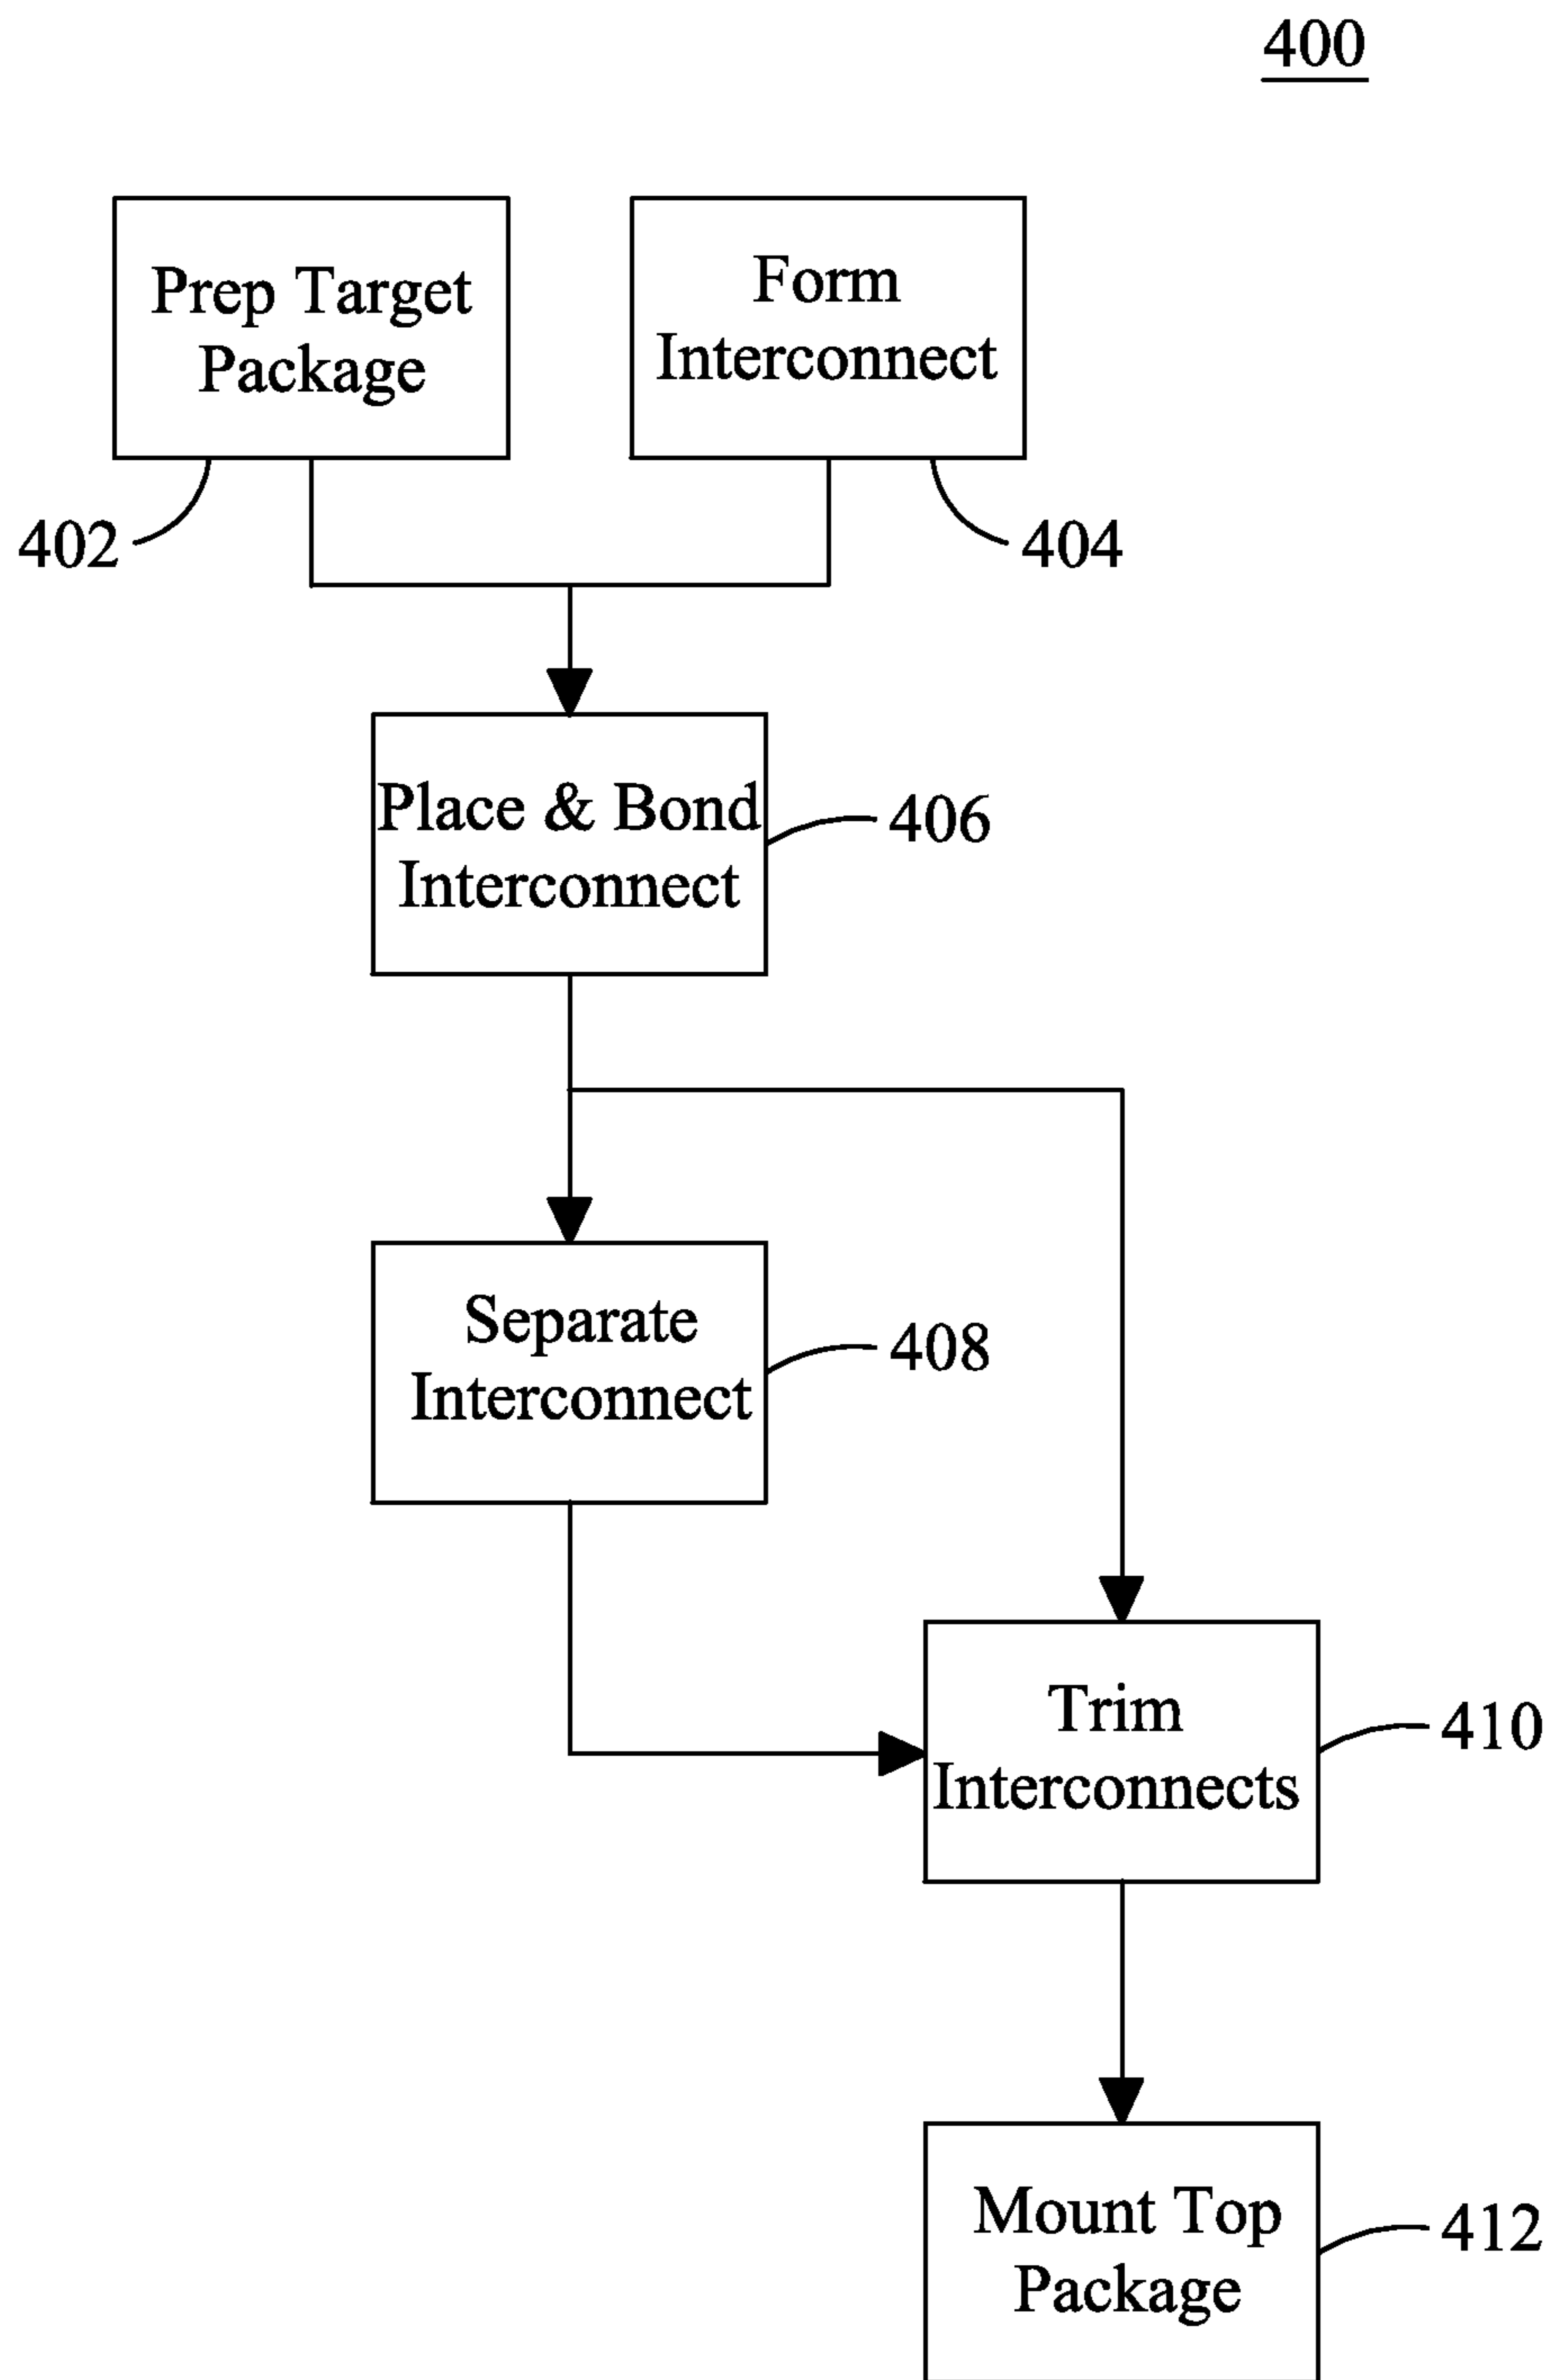 400
Prep Target
Package
Form
Interconnect
402
404
Place & Bond
Interconnect
406
Separate
Interconnect
408
Trim
Interconnects
410
Mount Top
Package
412